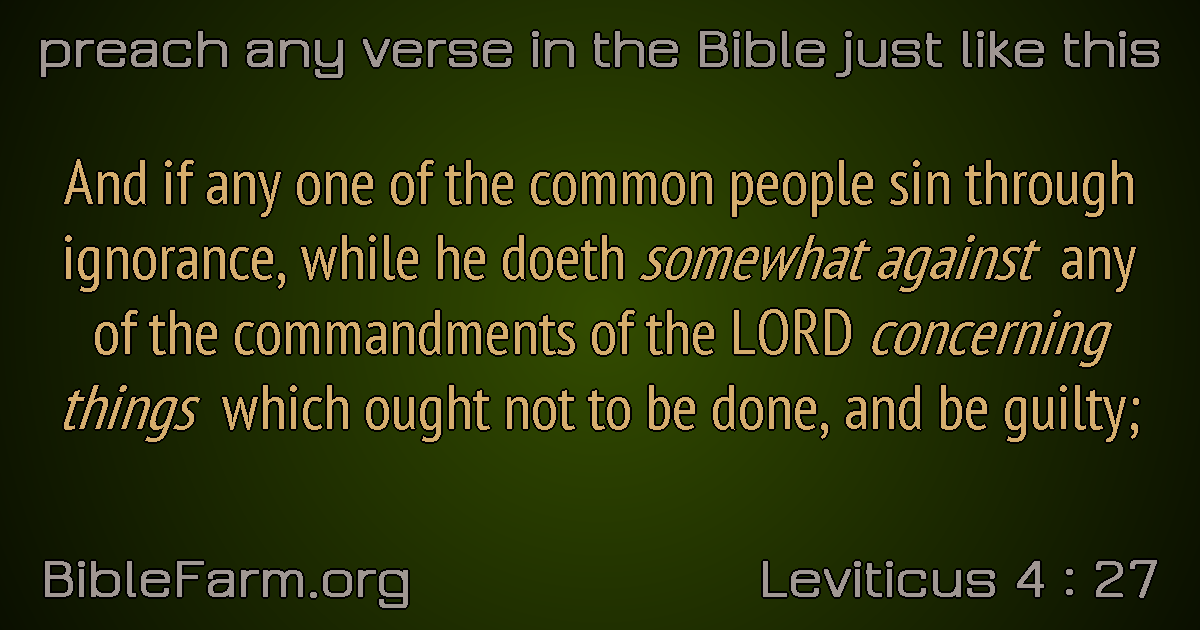 preach any verse in the Bible just like this
And if any one of the common people sin through
ignorance, while he doeth somewhat against any
of the commandments of the LORD concerning
things which ought not to be done, and be guilty;
BibleFarm.org
Leviticus 4 : 27